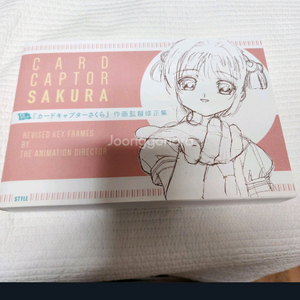 CARD
CAPTOR
SAKURA
「カードキャプターさくら」作画監督修正集
REVISED KEY FRAMES
BY
THE ANIMATION DIRECTOR
STYLE